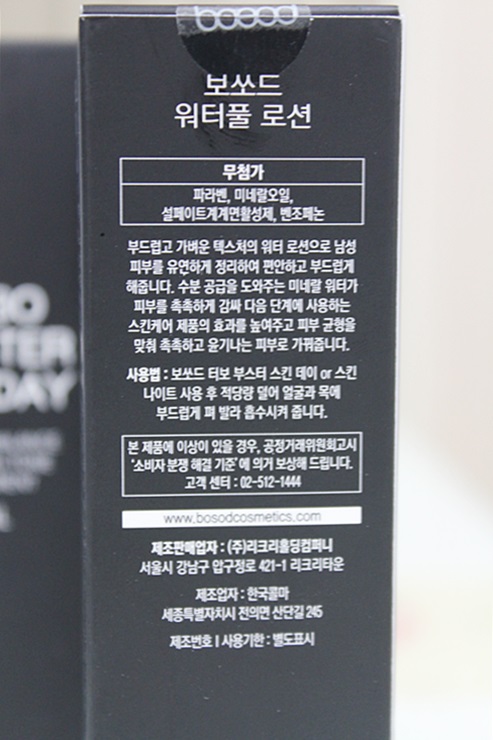 bosod
보쏘드
워터풀 로션
무첨가
파라벤, 미네랄오일,
설페이트계계면활성제, 벤조페논
부드럽고 가벼운 텍스처의 워터 로션으로 남성
피부를 유연하게 정리하여 편안하고 부드럽게
해줍니다. 수분 공급을 도와주는 미네랄 워터가
피부를 촉촉하게 감싸 다음 단계에 사용하는
스킨케어 제품의 효과를 높여주고 피부 균형을
맞춰 촉촉하고 윤기나는 피부로 가꿔줍니다.
사용법 : 보쏘드 터보 부스터 스킨 데이 or 스킨
나이트 사용 후 적당량 덜어 얼굴과 목에
부드럽게 펴 발라 흡수시켜 줍니다.
본 제품에 이상이 있을 경우, 공정거래위원회고시
'소비자 분쟁 해결 기준'에 의거 보상해 드립니다.
고객 센터 : 02-512-1444
www.bosodcosmetics.com
제조판매업자 : (주)리크리홀딩컴퍼니
서울시 강남구 압구정로 421-1 리크리타운
제조업자 : 한국콜마
세종특별자치시 전의면 산단길 245
제조번호 | 사용기한 : 별도표시
SO
TER
DAY